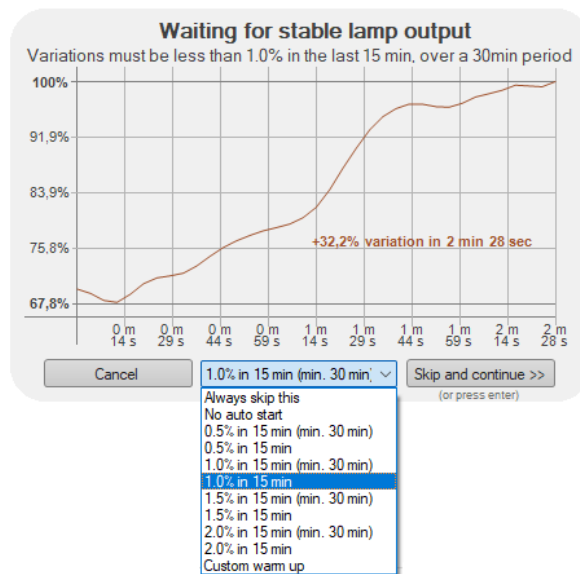 Waiting for stable lamp output
Variations must be less than 1.0% in the last 15 min, over a 30min period
100%
91,9%
83,9%
75,8%
67,8%
+32,2% variation in 2 min 28 sec
0 m 0 m 0 m 0 m 1 m 1 m 1 m 1 m 2 m 2 m
14 s 29 s 44 s 59 s 14 s 29 s 44 s 59 s 14 s 28 s
Cancel
1.0% in 15 min (min. 30 min)
Skip and continue >>
(or press enter)
Always skip this
No auto start
0.5% in 15 min (min. 30 min)
0.5% in 15 min
1.0% in 15 min (min. 30 min)
1.0% in 15 min
1.5% in 15 min (min. 30 min)
1.5% in 15 min
2.0% in 15 min (min. 30 min)
2.0% in 15 min
Custom warm up